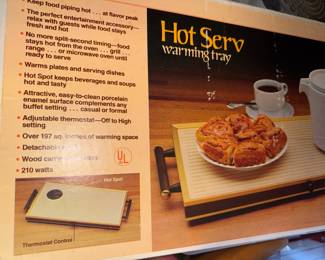 Keep food piping hot . . . at flavor peak
The perfect entertainment accessory—
relax with guests while food stays
fresh and hot
No more split-second timing—food
stays hot from the oven . . . grill . . .
range . . . or microwave oven until
ready to serve
Warms plates and serving dishes
Hot Spot keeps beverages and soups
hot and tasty
Attractive, easy-to-clean porcelain
enamel surface complements any
buffet setting . . . casual or formal
Adjustable thermostat—Off to High
setting
Over 197 sq. inches of warming space
Detachable
Wood carry
210 watts
UL
Hot Spot
Thermostat Control
Hot Serv
warming tray